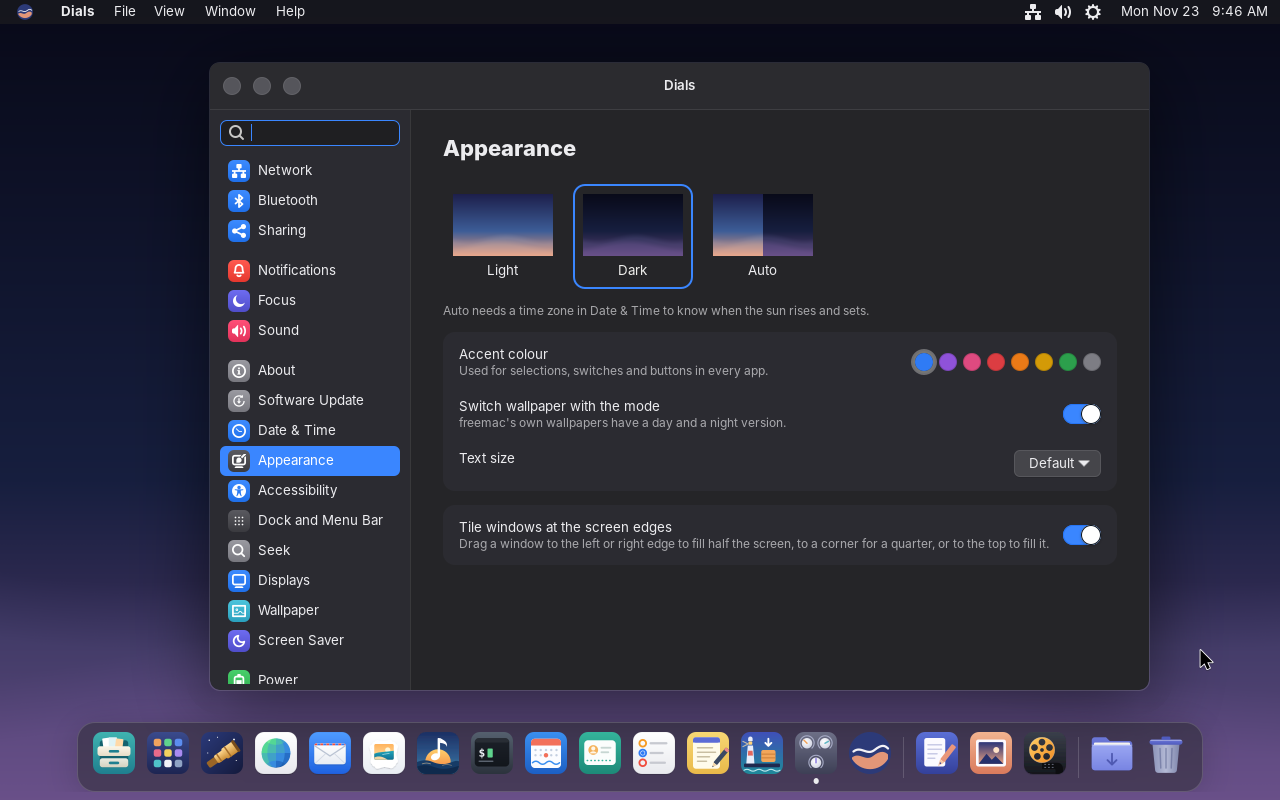 Dials File View Window Help Mon Nov 23 9:46 AM
Dials
Network
Bluetooth
Sharing
Notifications
Focus
Sound
About
Software Update
Date & Time
Appearance
Accessibility
Dock and Menu Bar
Seek
Displays
Wallpaper
Screen Saver
Power
Appearance
Light Dark Auto
Auto needs a time zone in Date & Time to know when the sun rises and sets.
Accent colour
Used for selections, switches and buttons in every app.
Switch wallpaper with the mode
freemac's own wallpapers have a day and a night version.
Text size Default
Tile windows at the screen edges
Drag a window to the left or right edge to fill half the screen, to a corner for a quarter, or to the top to fill it.
$